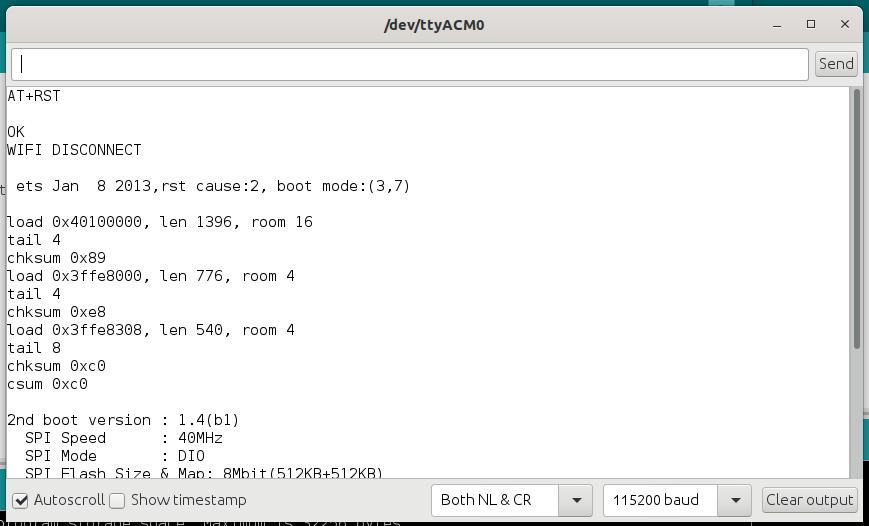 /dev/ttyACM0
Send
AT+RST
OK
WIFI DISCONNECT
ets Jan  8 2013,rst cause:2, boot mode:(3,7)
load 0x40100000, len 1396, room 16
tail 4
chksum 0x89
load 0x3ffe8000, len 776, room 4
tail 4
chksum 0xe8
load 0x3ffe8308, len 540, room 4
tail 8
chksum 0xc0
csum 0xc0
2nd boot version : 1.4(b1)
SPI Speed      : 40MHz
SPI Mode       : DIO
SPI Flash Size & Map: 8Mbit(512KB+512KB)
Autoscroll Show timestamp Both NL & CR 115200 baud Clear output